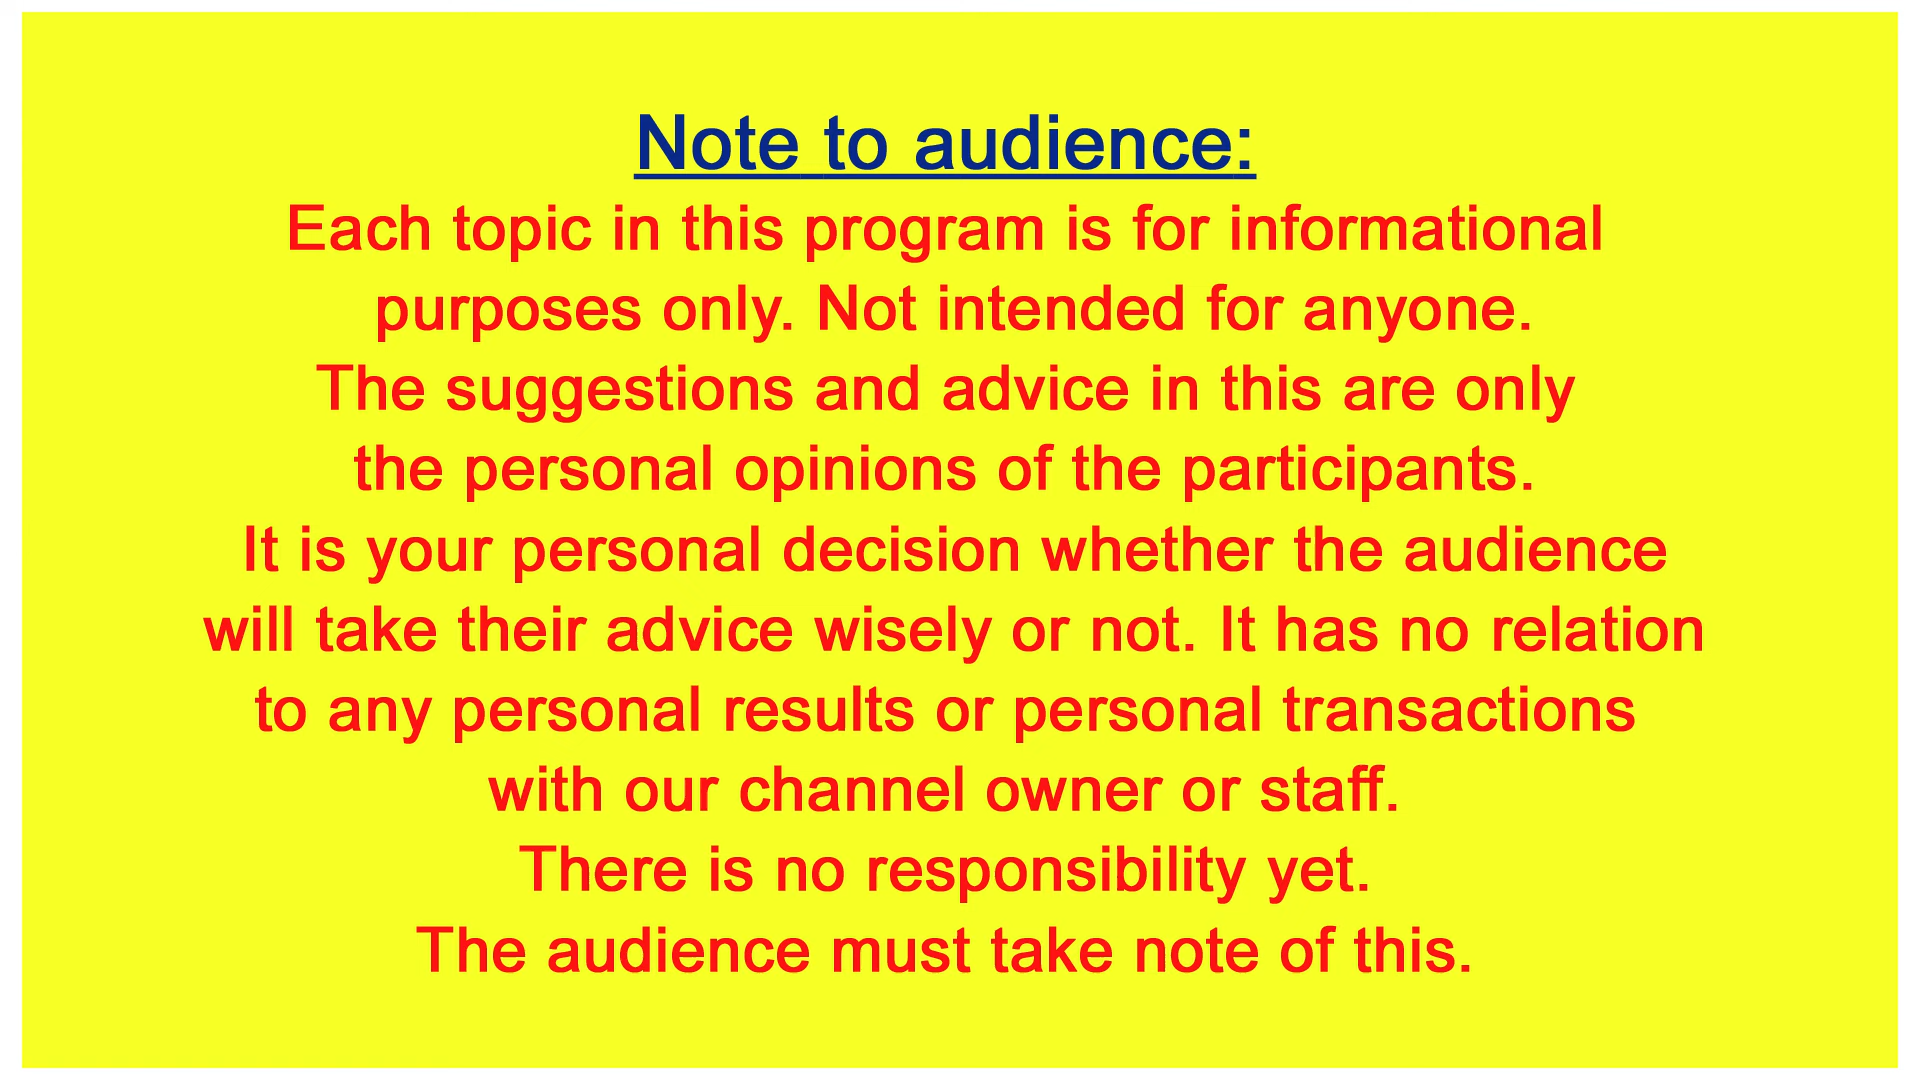 Note to audience:
Each topic in this program is for informational
purposes only. Not intended for anyone.
The suggestions and advice in this are only
the personal opinions of the participants.
It is your personal decision whether the audience
will take their advice wisely or not. It has no relation
to any personal results or personal transactions
with our channel owner or staff.
There is no responsibility yet.
The audience must take note of this.